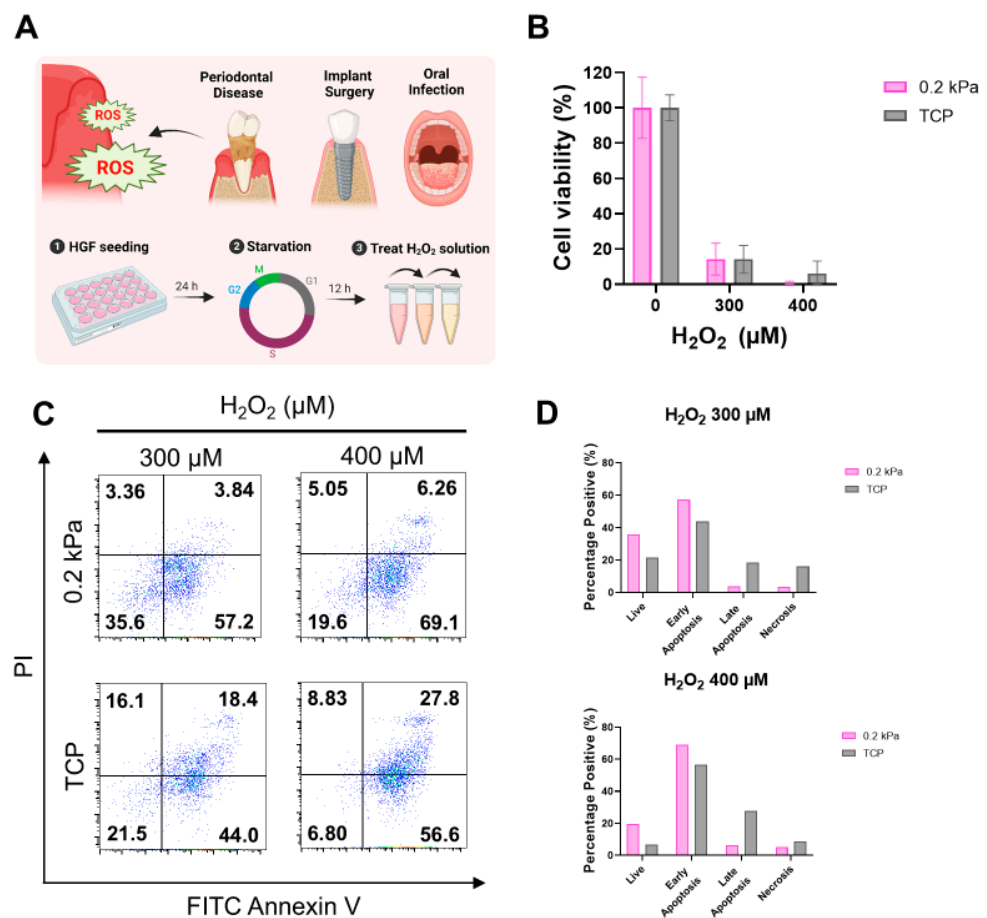 A
Periodontal
Disease
Implant
Surgery
Oral
Infection
ROS
ROS
1 HGF seeding
2 Starvation
3 Treat H₂O₂ solution
24 h
12 h
M
G1
G2
S
B
Cell viability (%)
120
100
80
60
40
20
0
0 300 400
H₂O₂ (µM)
0.2 kPa
TCP
C
H₂O₂ (µM)
300 µM 400 µM
0.2 kPa
3.36 3.84 5.05 6.26
35.6 57.2 19.6 69.1
TCP
16.1 18.4 8.83 27.8
21.5 44.0 6.80 56.6
PI
FITC Annexin V
D
H₂O₂ 300 µM
Percentage Positive (%)
80
60
40
20
0
Live
Early
Apoptosis
Late
Apoptosis
Necrosis
0.2 kPa
TCP
H₂O₂ 400 µM
Percentage Positive (%)
80
60
40
20
0
Live
Early
Apoptosis
Late
Apoptosis
Necrosis
0.2 kPa
TCP